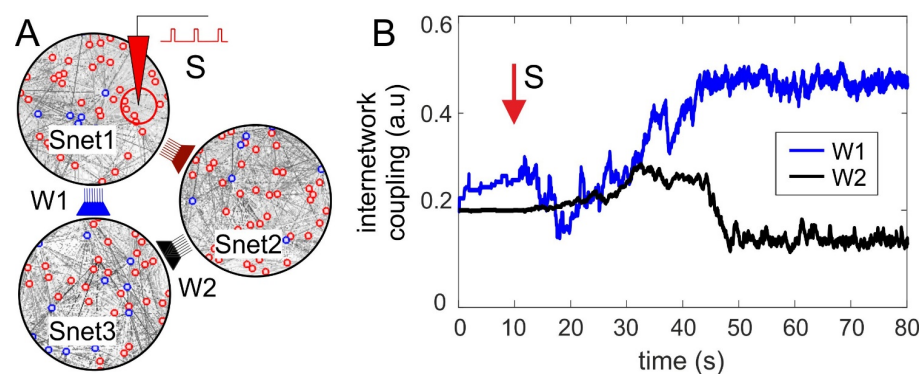 A
S
Snet1
W1
Snet2
W2
Snet3
B
internetwork
coupling (a.u)
0.6
0.4
0.2
0
S
W1
W2
0 10 20 30 40 50 60 70 80
time (s)